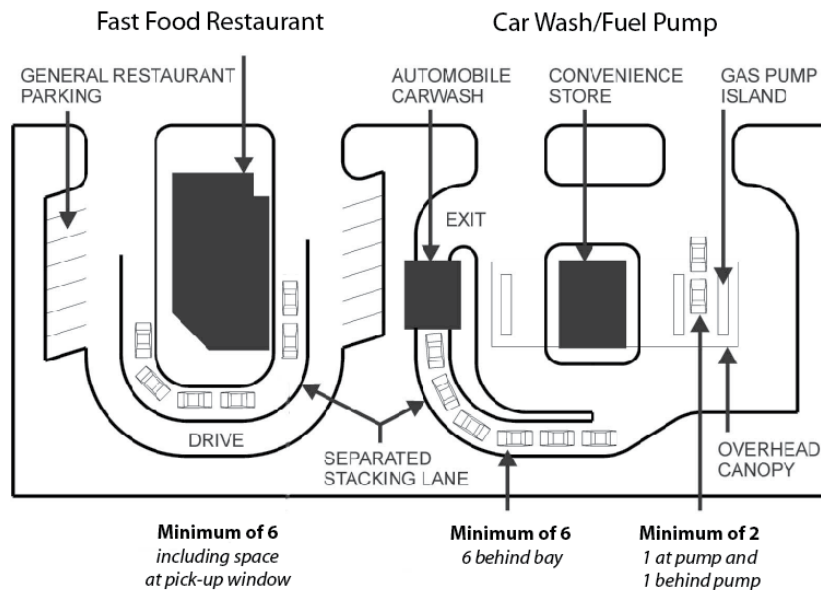 Fast Food Restaurant
Car Wash/Fuel Pump
GENERAL RESTAURANT
PARKING
AUTOMOBILE
CARWASH
CONVENIENCE
STORE
GAS PUMP
ISLAND
EXIT
DRIVE
SEPARATED
STACKING LANE
OVERHEAD
CANOPY
Minimum of 6
including space
at pick-up window
Minimum of 6
6 behind bay
Minimum of 2
1 at pump and
1 behind pump